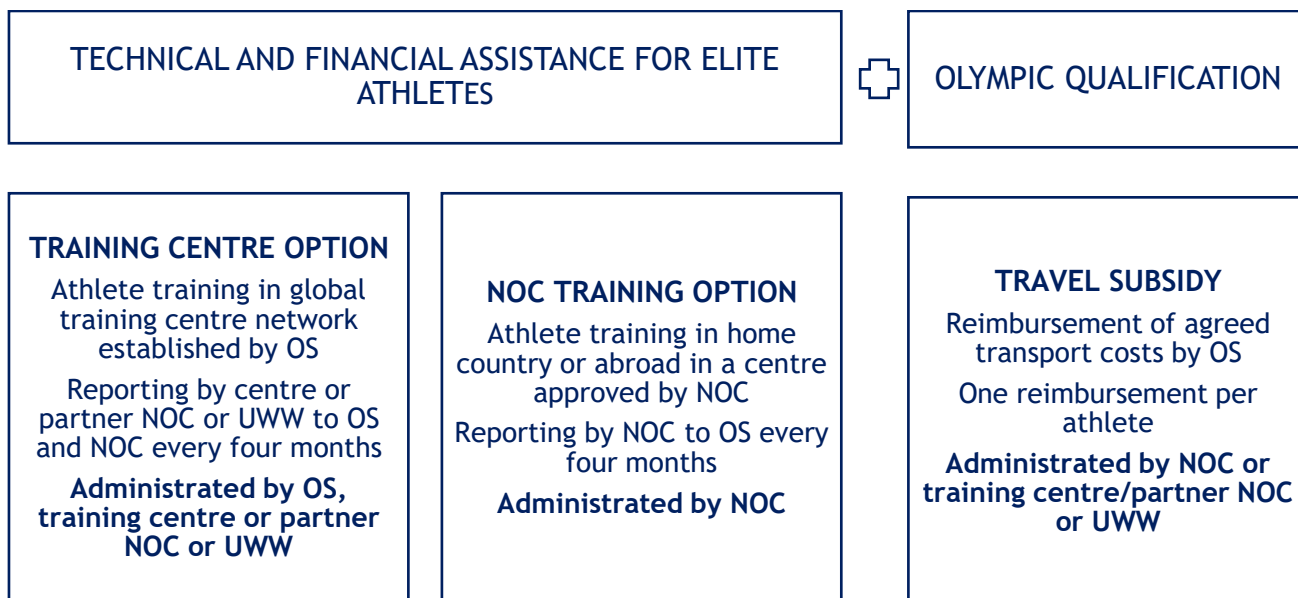 TECHNICAL AND FINANCIAL ASSISTANCE FOR ELITE
ATHLETES
OLYMPIC QUALIFICATION
TRAINING CENTRE OPTION
Athlete training in global
training centre network
established by OS
Reporting by centre or
partner NOC or UWW to OS
and NOC every four months
Administrated by OS,
training centre or partner
NOC or UWW
NOC TRAINING OPTION
Athlete training in home
country or abroad in a centre
approved by NOC
Reporting by NOC to OS every
four months
Administrated by NOC
TRAVEL SUBSIDY
Reimbursement of agreed
transport costs by OS
One reimbursement per
athlete
Administrated by NOC or
training centre/partner NOC
or UWW